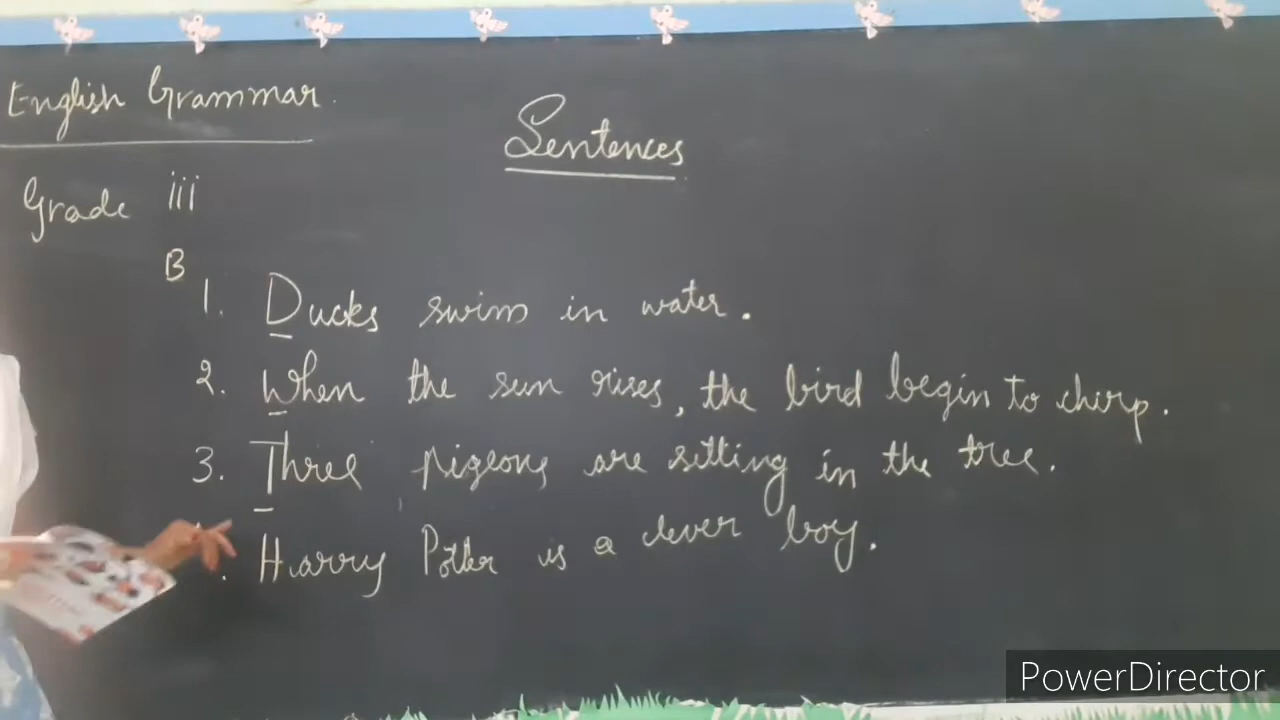 English Grammar.
Sentences
Grade iii
B
1. Ducks swim in water.
2. When the sun rises, the bird begin to chirp.
3. Three pigeons are sitting in the tree.
. Harry Potter is a clever boy.
PowerDirector